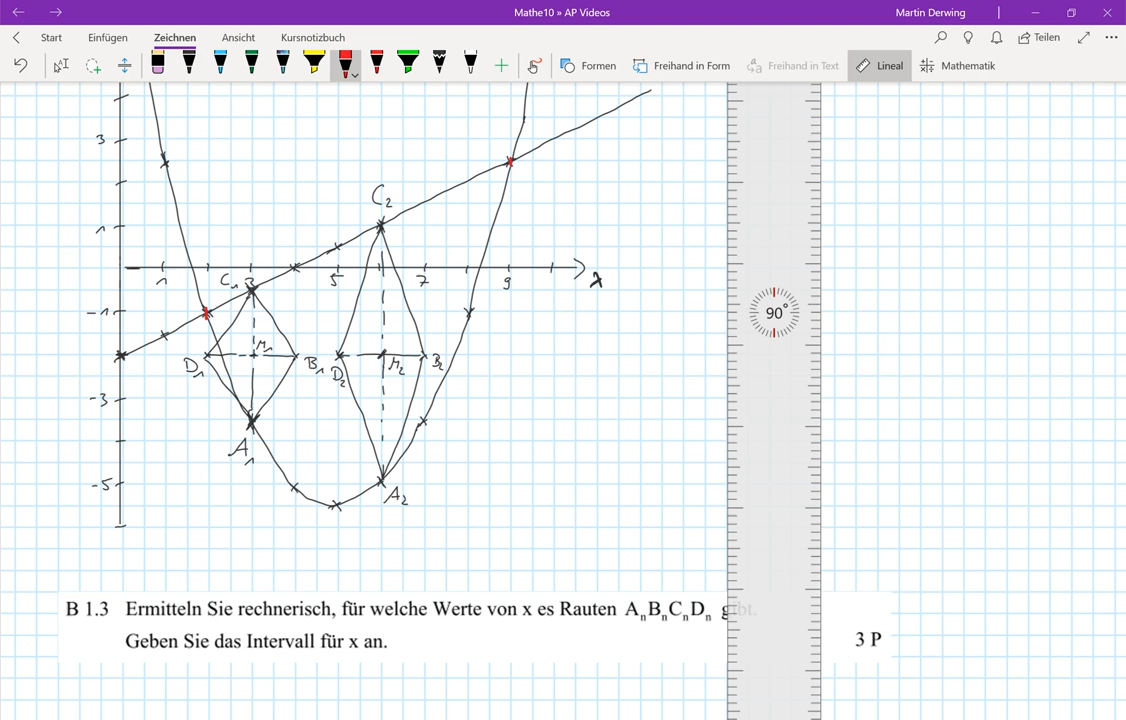 Mathe10 » AP Videos
Martin Derwing
Start Einfügen Zeichnen Ansicht Kursnotizbuch
Teilen
Formen Freihand in Form Freihand in Text Lineal Mathematik
3
C2
1
C1 3 5 7 9 x
1
-1
M1
D1 B1 D2 M2 B2
-3
A1
-5
A2
90°
B 1.3 Ermitteln Sie rechnerisch, für welche Werte von x es Rauten AnBnCnDn gibt.
Geben Sie das Intervall für x an.
3 P